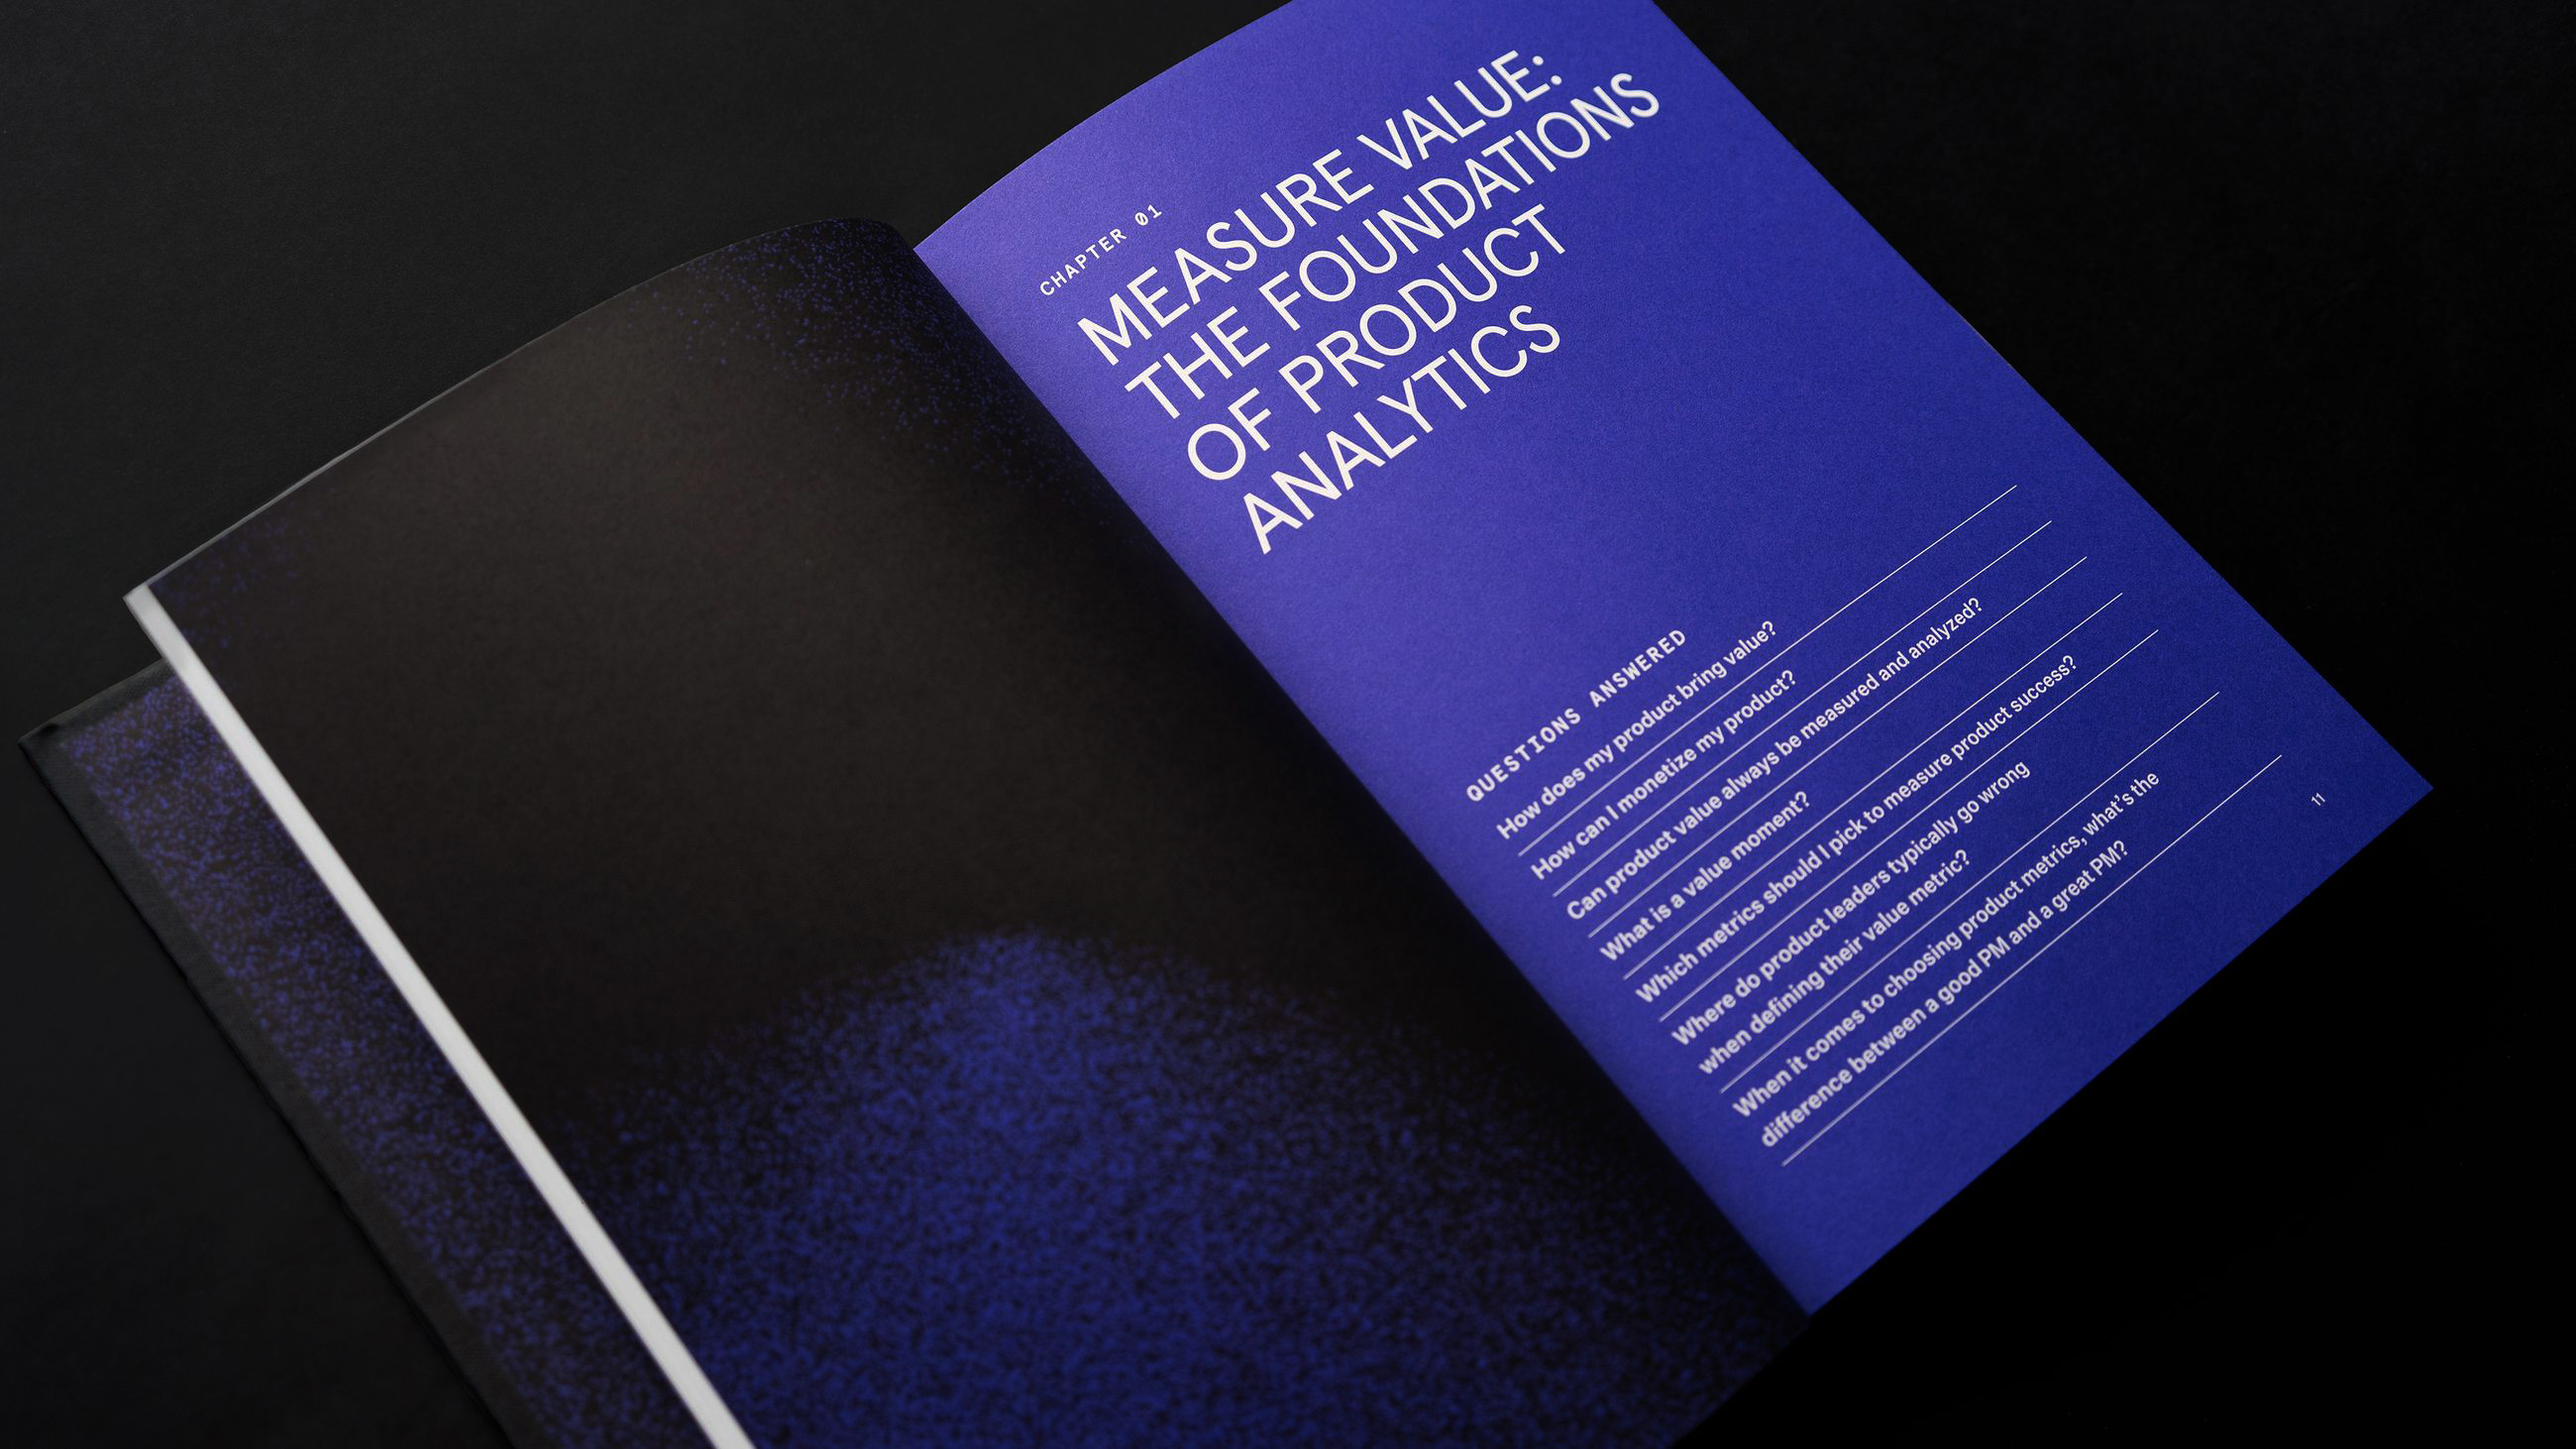 CHAPTER 01
MEASURE VALUE:
THE FOUNDATIONS
OF PRODUCT
ANALYTICS
QUESTIONS ANSWERED
How does my product bring value?
How can I monetize my product?
Can product value always be measured and analyzed?
What is a value moment?
Which metrics should I pick to measure product success?
Where do product leaders typically go wrong
when defining their value metric?
When it comes to choosing product metrics, what's the
difference between a good PM and a great PM?
11